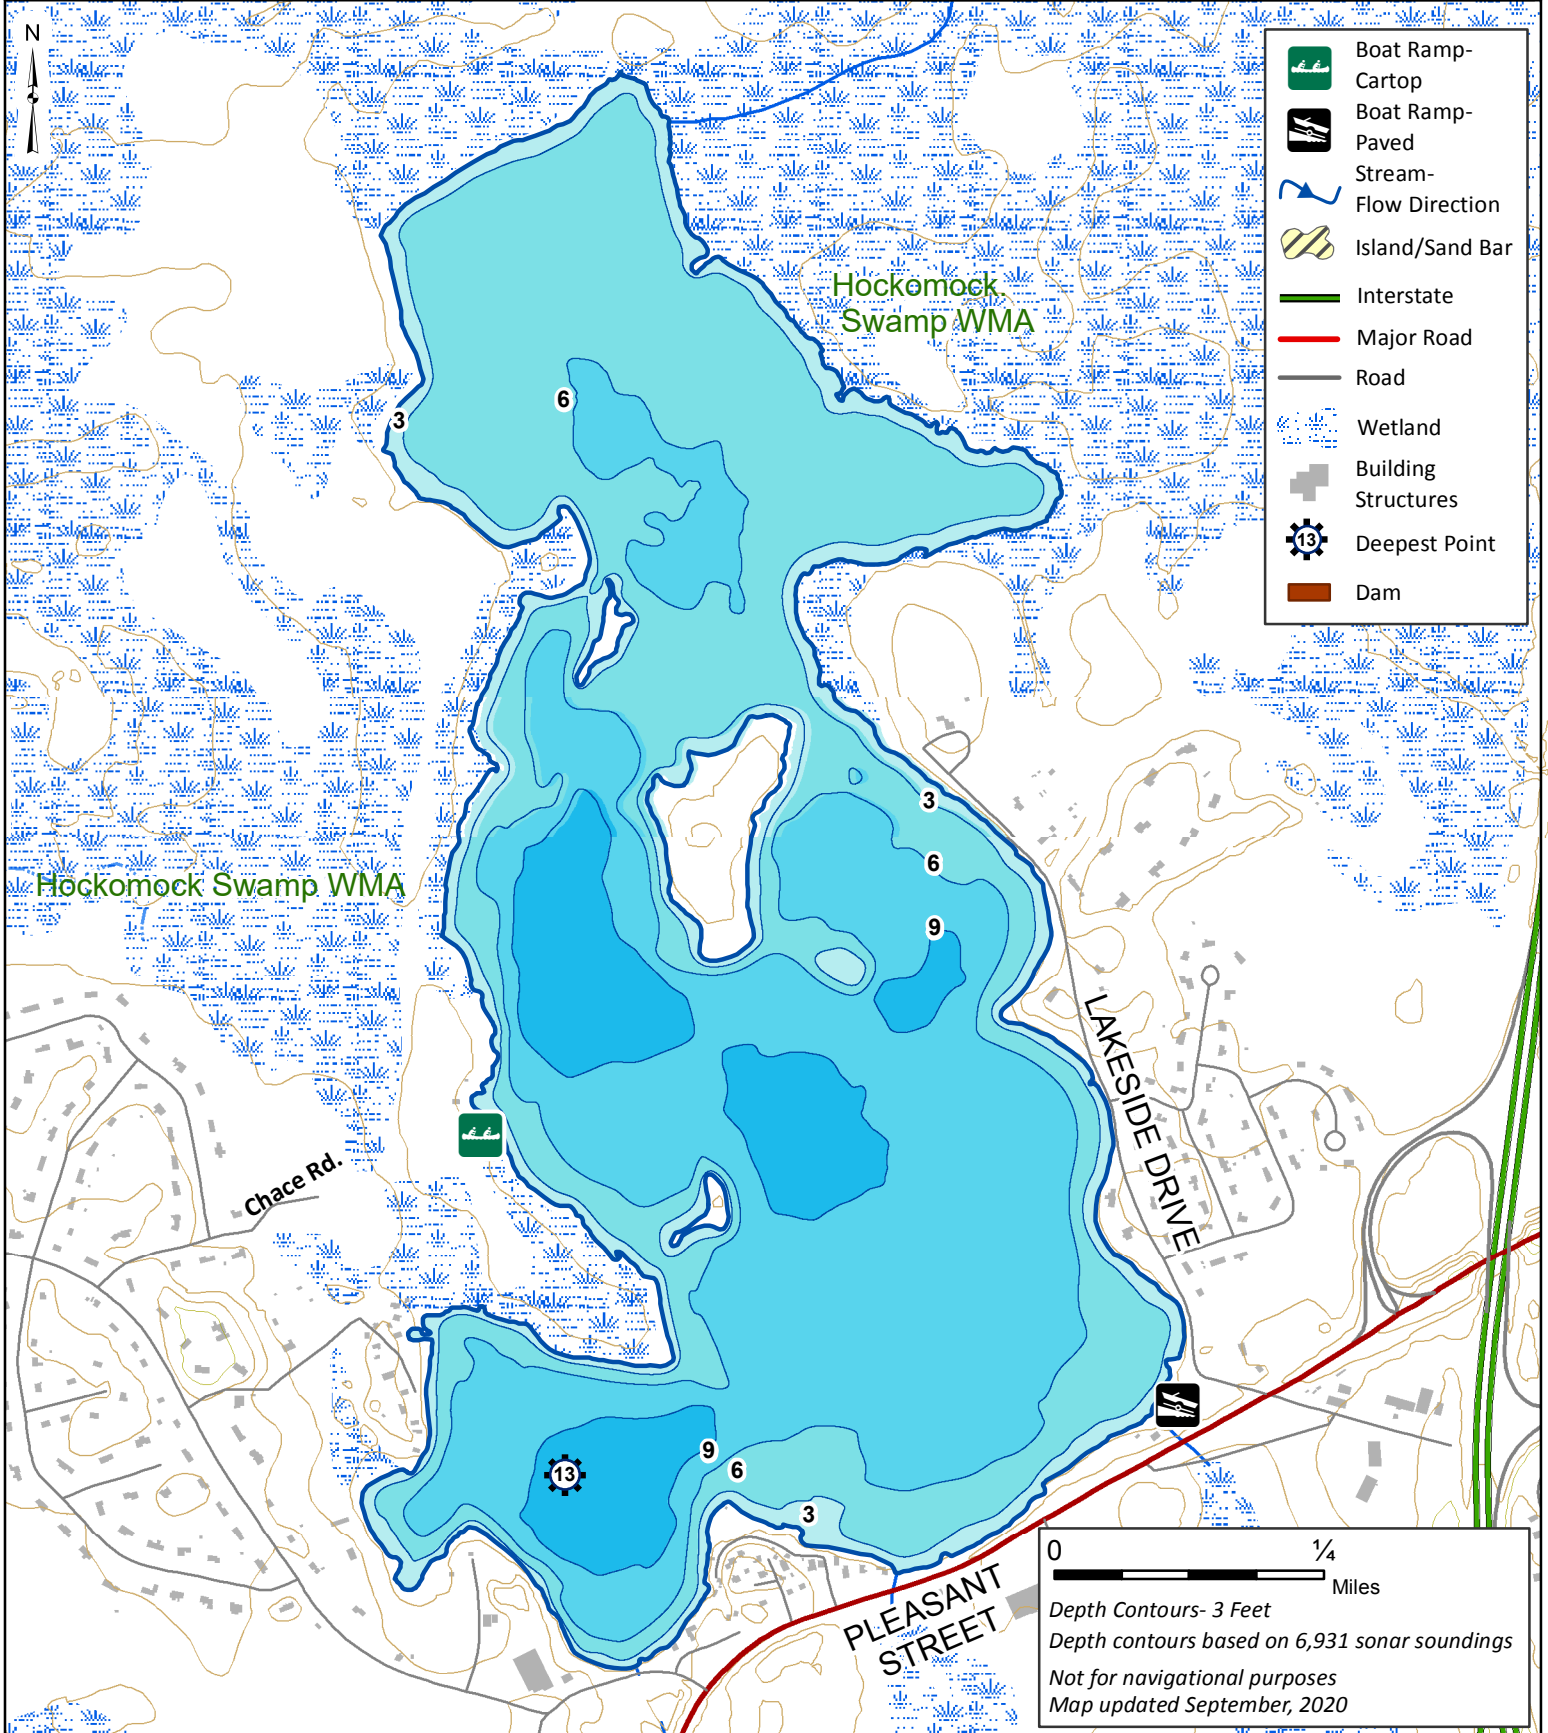 N
Boat Ramp-
Cartop
Boat Ramp-
Paved
Stream-
Flow Direction
Island/Sand Bar
Interstate
Major Road
Road
Wetland
Building
Structures
13
Deepest Point
Dam
Hockomock
Swamp WMA
6
3
3
6
Hockomock Swamp WMA
9
LAKESIDE DRIVE
Chace Rd.
9
6
13
3
PLEASANT
STREET
0 ¼
Miles
Depth Contours- 3 Feet
Depth contours based on 6,931 sonar soundings
Not for navigational purposes
Map updated September, 2020